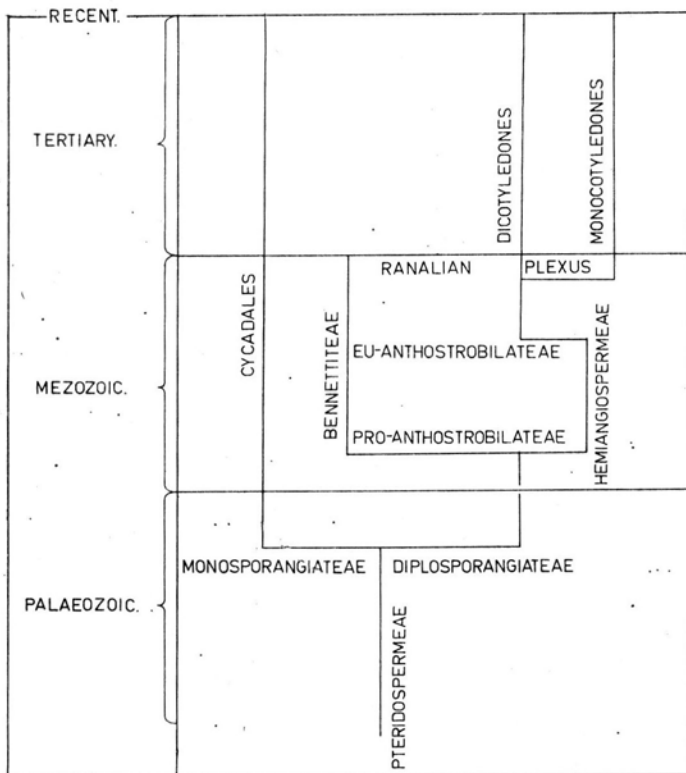 RECENT.
TERTIARY.
DICOTYLEDONES
MONOCOTYLEDONES
RANALIAN PLEXUS
CYCADALES
BENNETTITEAE
EU-ANTHOSTROBILATEAE
HEMIANGIOSPERMEAE
MEZOZOIC.
PRO-ANTHOSTROBILATEAE
MONOSPORANGIATEAE
DIPLOSPORANGIATEAE
PALAEOZOIC.
PTERIDOSPERMEAE